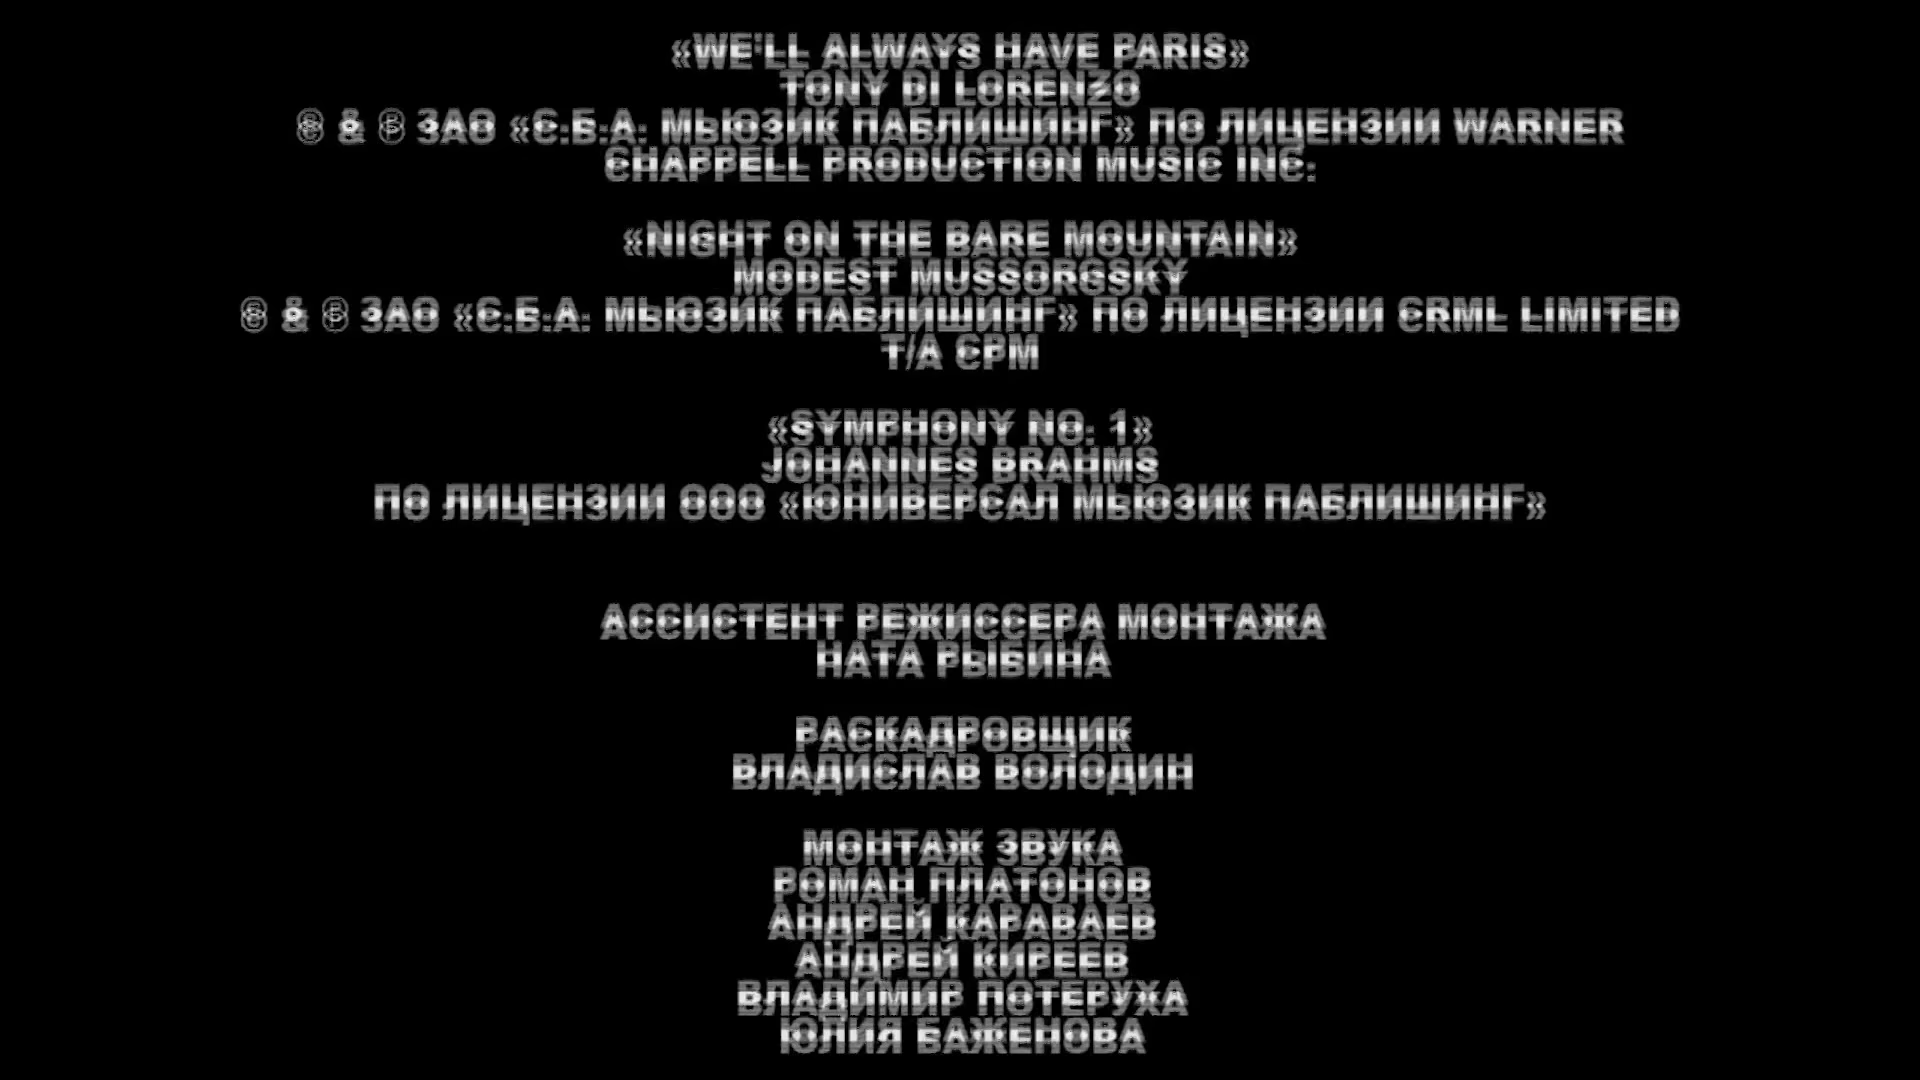 «WE'LL ALWAYS HAVE PARIS»
TONY DI LORENZO
© & ℗ ЗАО «С.Б.А. МЬЮЗИК ПАБЛИШИНГ» ПО ЛИЦЕНЗИИ WARNER
CHAPPELL PRODUCTION MUSIC INC.
«NIGHT ON THE BARE MOUNTAIN»
MODEST MUSSORGSKY
© & ℗ ЗАО «С.Б.А. МЬЮЗИК ПАБЛИШИНГ» ПО ЛИЦЕНЗИИ CRML LIMITED
T/A CPM
«SYMPHONY NO. 1»
JOHANNES BRAHMS
ПО ЛИЦЕНЗИИ ООО «ЮНИВЕРСАЛ МЬЮЗИК ПАБЛИШИНГ»
АССИСТЕНТ РЕЖИССЕРА МОНТАЖА
НАТА РЫБИНА
РАСКАДРОВЩИК
ВЛАДИСЛАВ ВОЛОДИН
МОНТАЖ ЗВУКА
РОМАН ПЛАТОНОВ
АНДРЕЙ КАРАВАЕВ
АНДРЕЙ КИРЕЕВ
ВЛАДИМИР ПОТЕРУХА
ЮЛИЯ БАЖЕНОВА